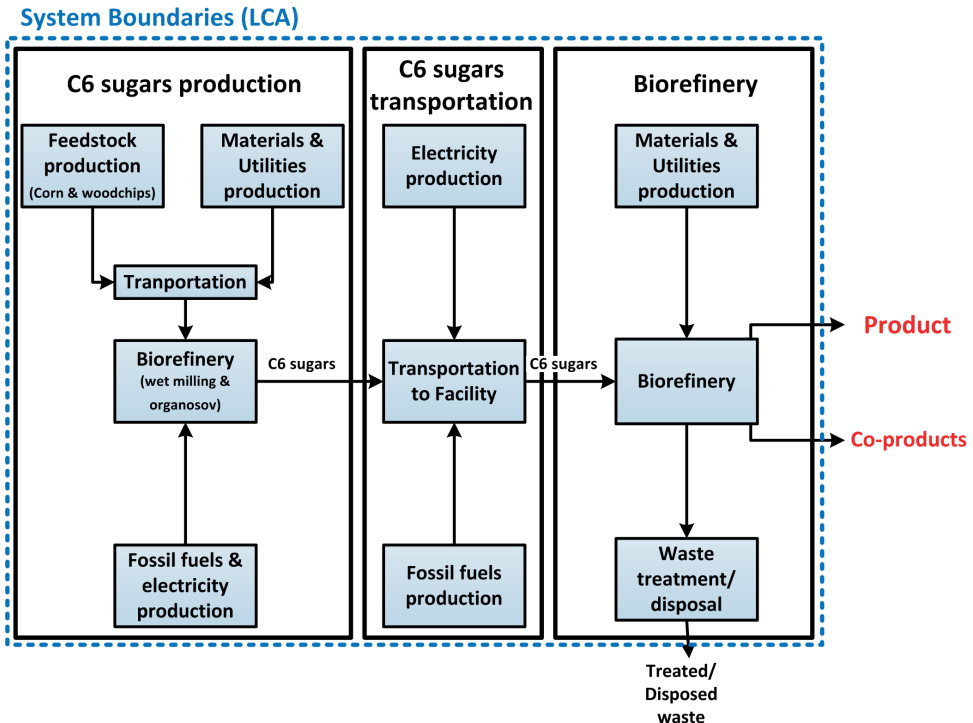 System Boundaries (LCA)
C6 sugars production
Feedstock
production
(Corn & woodchips)
Materials &
Utilities
production
Tranportation
Biorefinery
(wet milling &
organosov)
C6 sugars
Fossil fuels &
electricity
production
C6 sugars
transportation
Electricity
production
Transportation
to Facility
C6 sugars
Fossil fuels
production
Biorefinery
Materials &
Utilities
production
Biorefinery
Waste
treatment/
disposal
Product
Co-products
Treated/
Disposed
waste